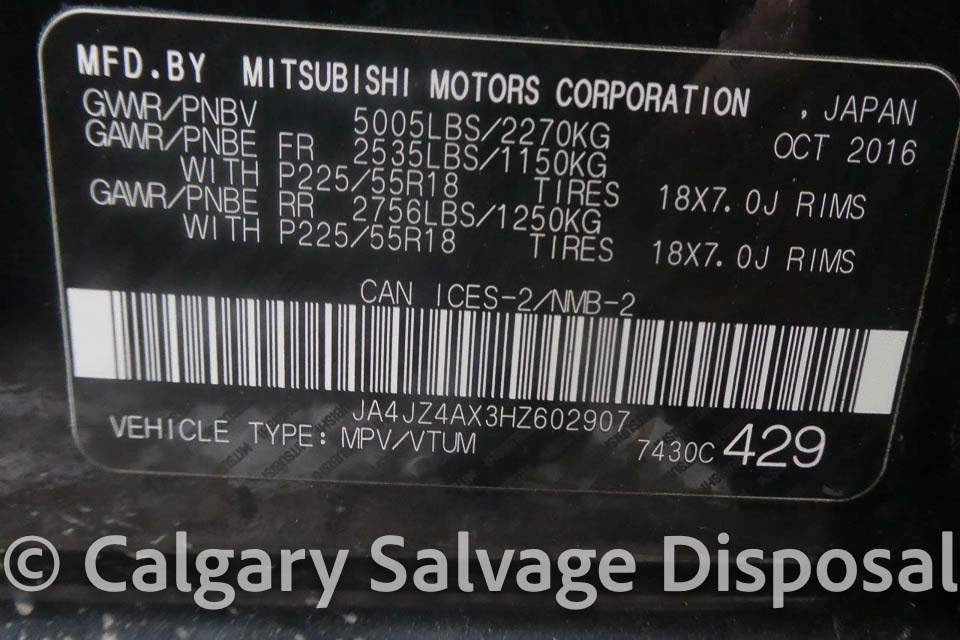 MFD.BY MITSUBISHI MOTORS CORPORATION , JAPAN
GVWR/PNBV 5005LBS/2270KG OCT 2016
GAWR/PNBE FR 2535LBS/1150KG
WITH P225/55R18 TIRES 18X7.0J RIMS
GAWR/PNBE RR 2756LBS/1250KG
WITH P225/55R18 TIRES 18X7.0J RIMS
CAN ICES-2/NMB-2
JA4JZ4AX3HZ602907
VEHICLE TYPE: MPV/VTUM 7430C 429
© Calgary Salvage Disposal